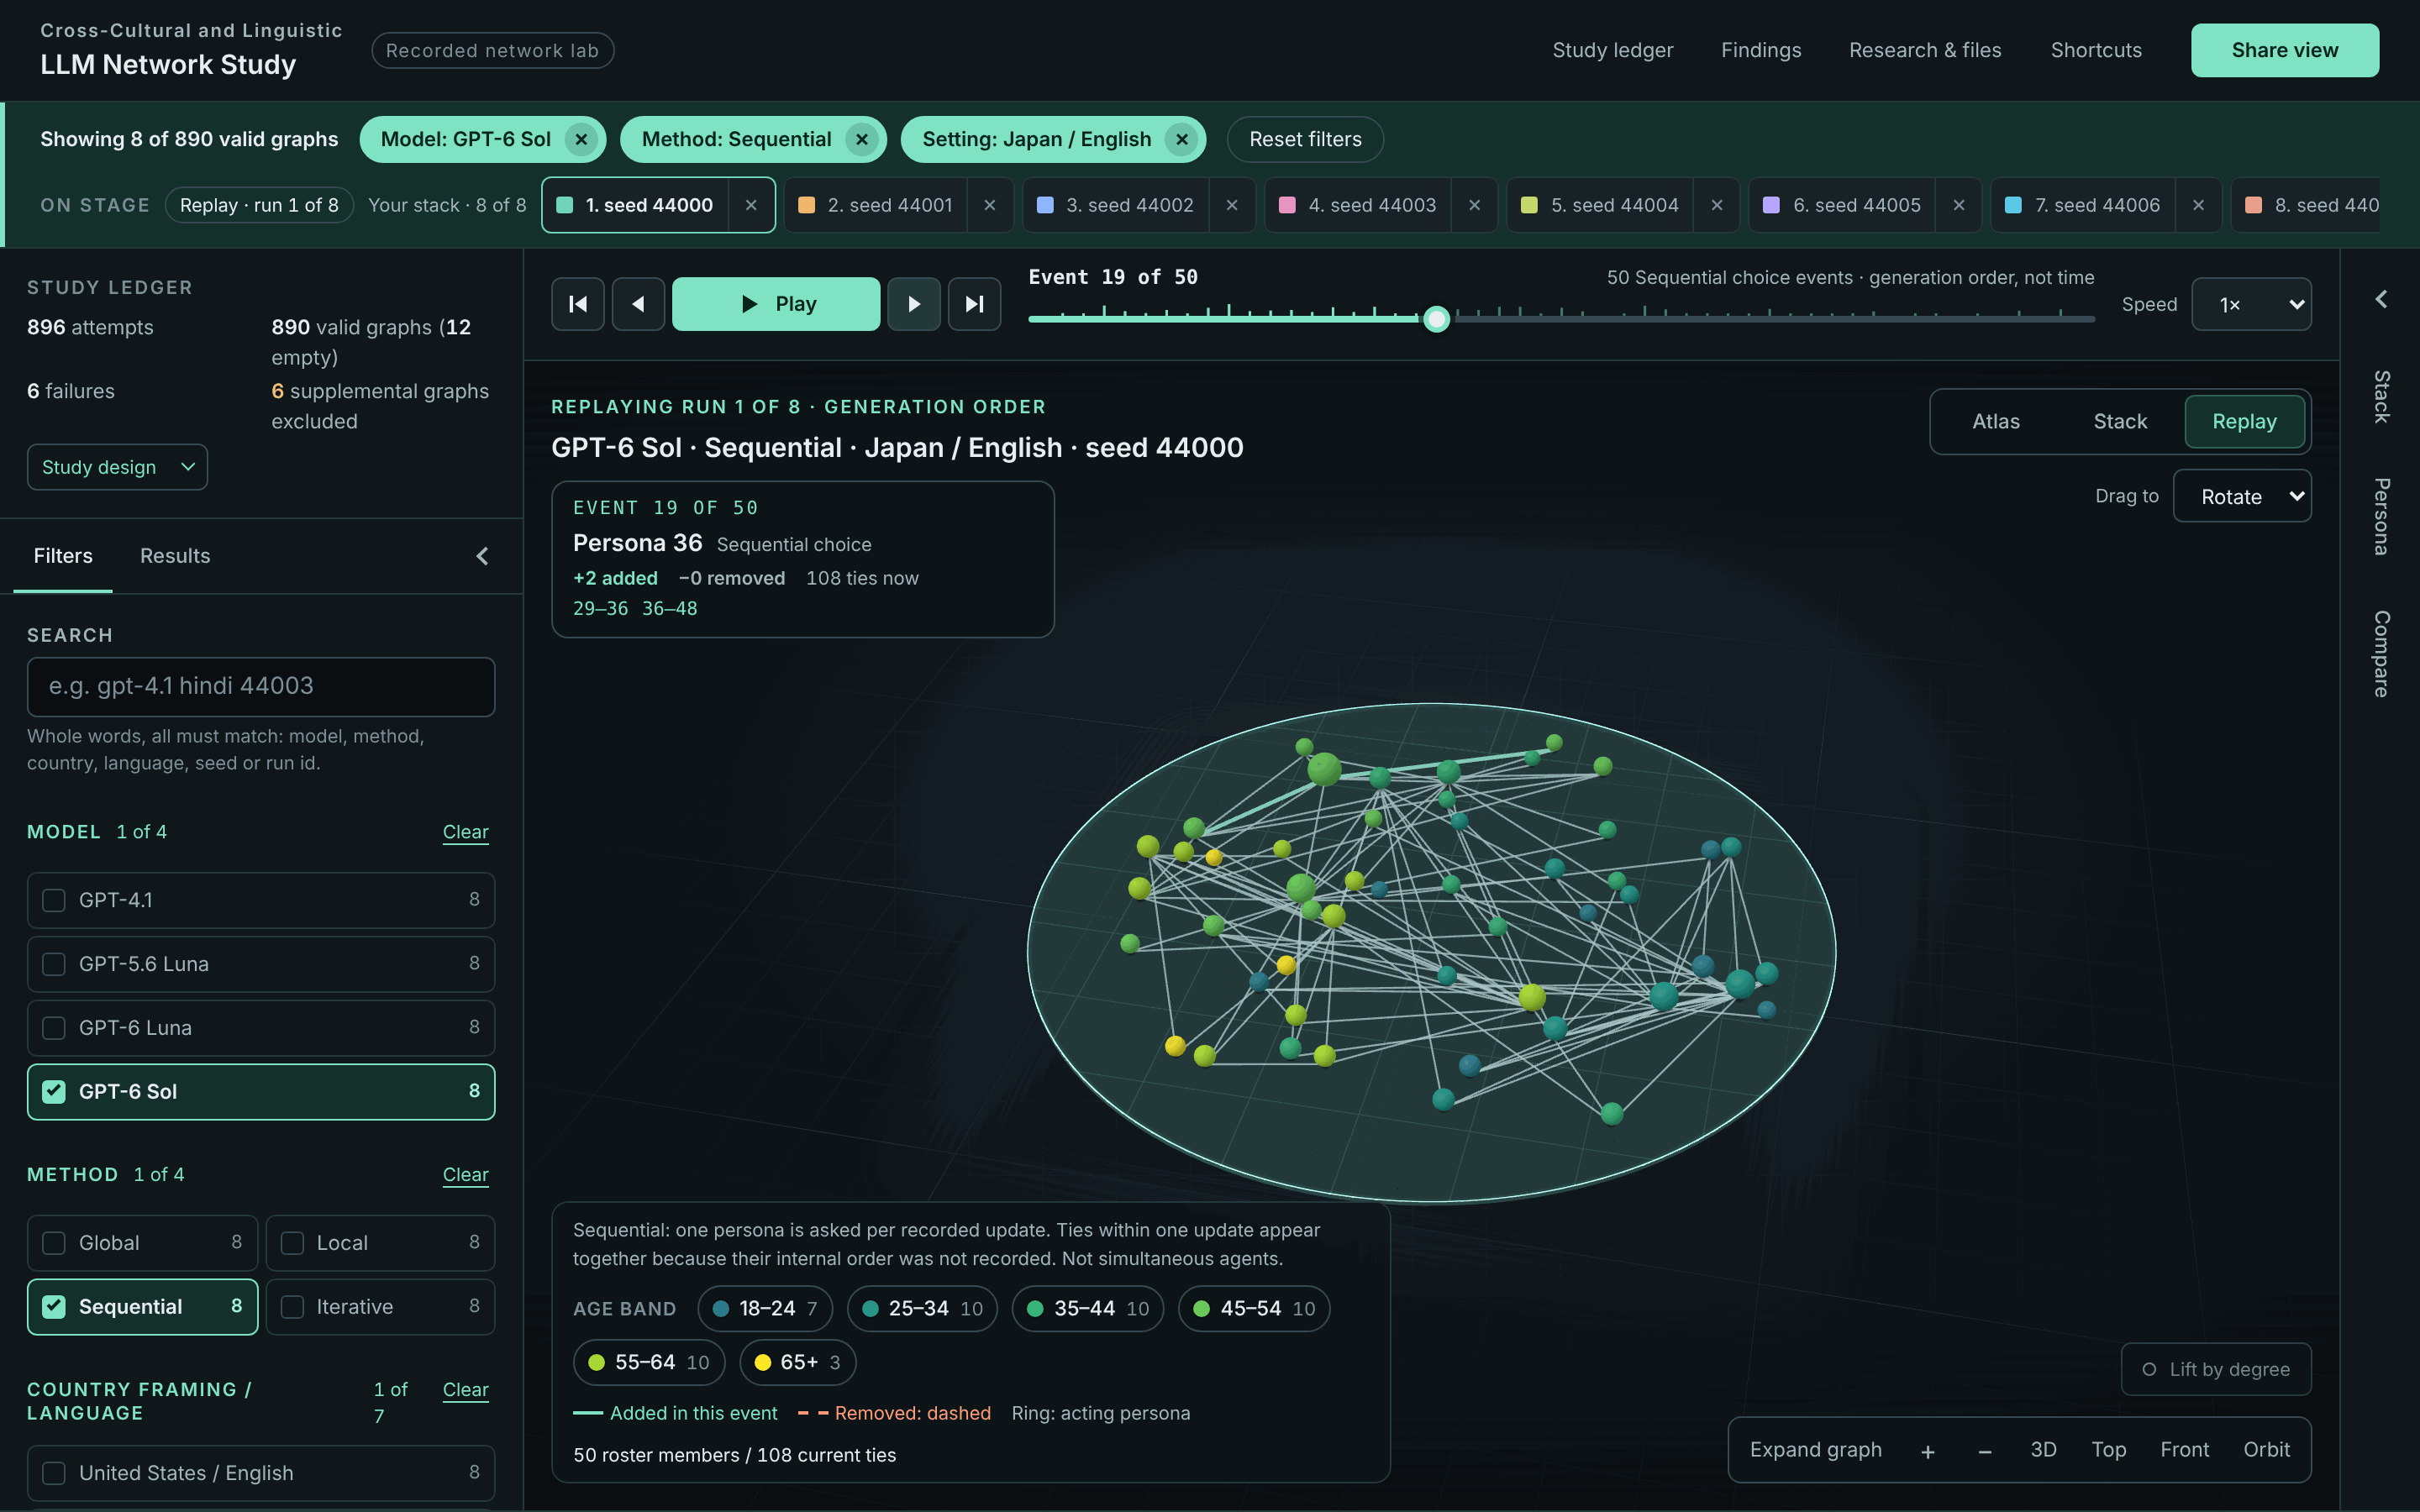 Cross-Cultural and Linguistic
LLM Network Study
Recorded network lab
Study ledger
Findings
Research & files
Shortcuts
Share view
Showing 8 of 890 valid graphs
Model: GPT-6 Sol ×
Method: Sequential ×
Setting: Japan / English ×
Reset filters
ON STAGE
Replay · run 1 of 8
Your stack · 8 of 8
1. seed 44000 ×
2. seed 44001 ×
3. seed 44002 ×
4. seed 44003 ×
5. seed 44004 ×
6. seed 44005 ×
7. seed 44006 ×
8. seed 440
STUDY LEDGER
896 attempts
890 valid graphs (12
empty)
6 failures
6 supplemental graphs
excluded
Study design
Filters
Results
SEARCH
e.g. gpt-4.1 hindi 44003
Whole words, all must match: model, method,
country, language, seed or run id.
MODEL 1 of 4 Clear
GPT-4.1 8
GPT-5.6 Luna 8
GPT-6 Luna 8
GPT-6 Sol 8
METHOD 1 of 4 Clear
Global 8
Local 8
Sequential 8
Iterative 8
COUNTRY FRAMING /
LANGUAGE
1 of
7
Clear
United States / English 8
Play
Event 19 of 50
50 Sequential choice events · generation order, not time
Speed
1×
REPLAYING RUN 1 OF 8 · GENERATION ORDER
GPT-6 Sol · Sequential · Japan / English · seed 44000
Atlas
Stack
Replay
Drag to
Rotate
EVENT 19 OF 50
Persona 36 Sequential choice
+2 added −0 removed 108 ties now
29–36 36–48
Sequential: one persona is asked per recorded update. Ties within one update appear
together because their internal order was not recorded. Not simultaneous agents.
AGE BAND
18–24 7
25–34 10
35–44 10
45–54 10
55–64 10
65+ 3
Added in this event
Removed: dashed
Ring: acting persona
50 roster members / 108 current ties
Lift by degree
Expand graph
+
−
3D
Top
Front
Orbit
Stack
Persona
Compare